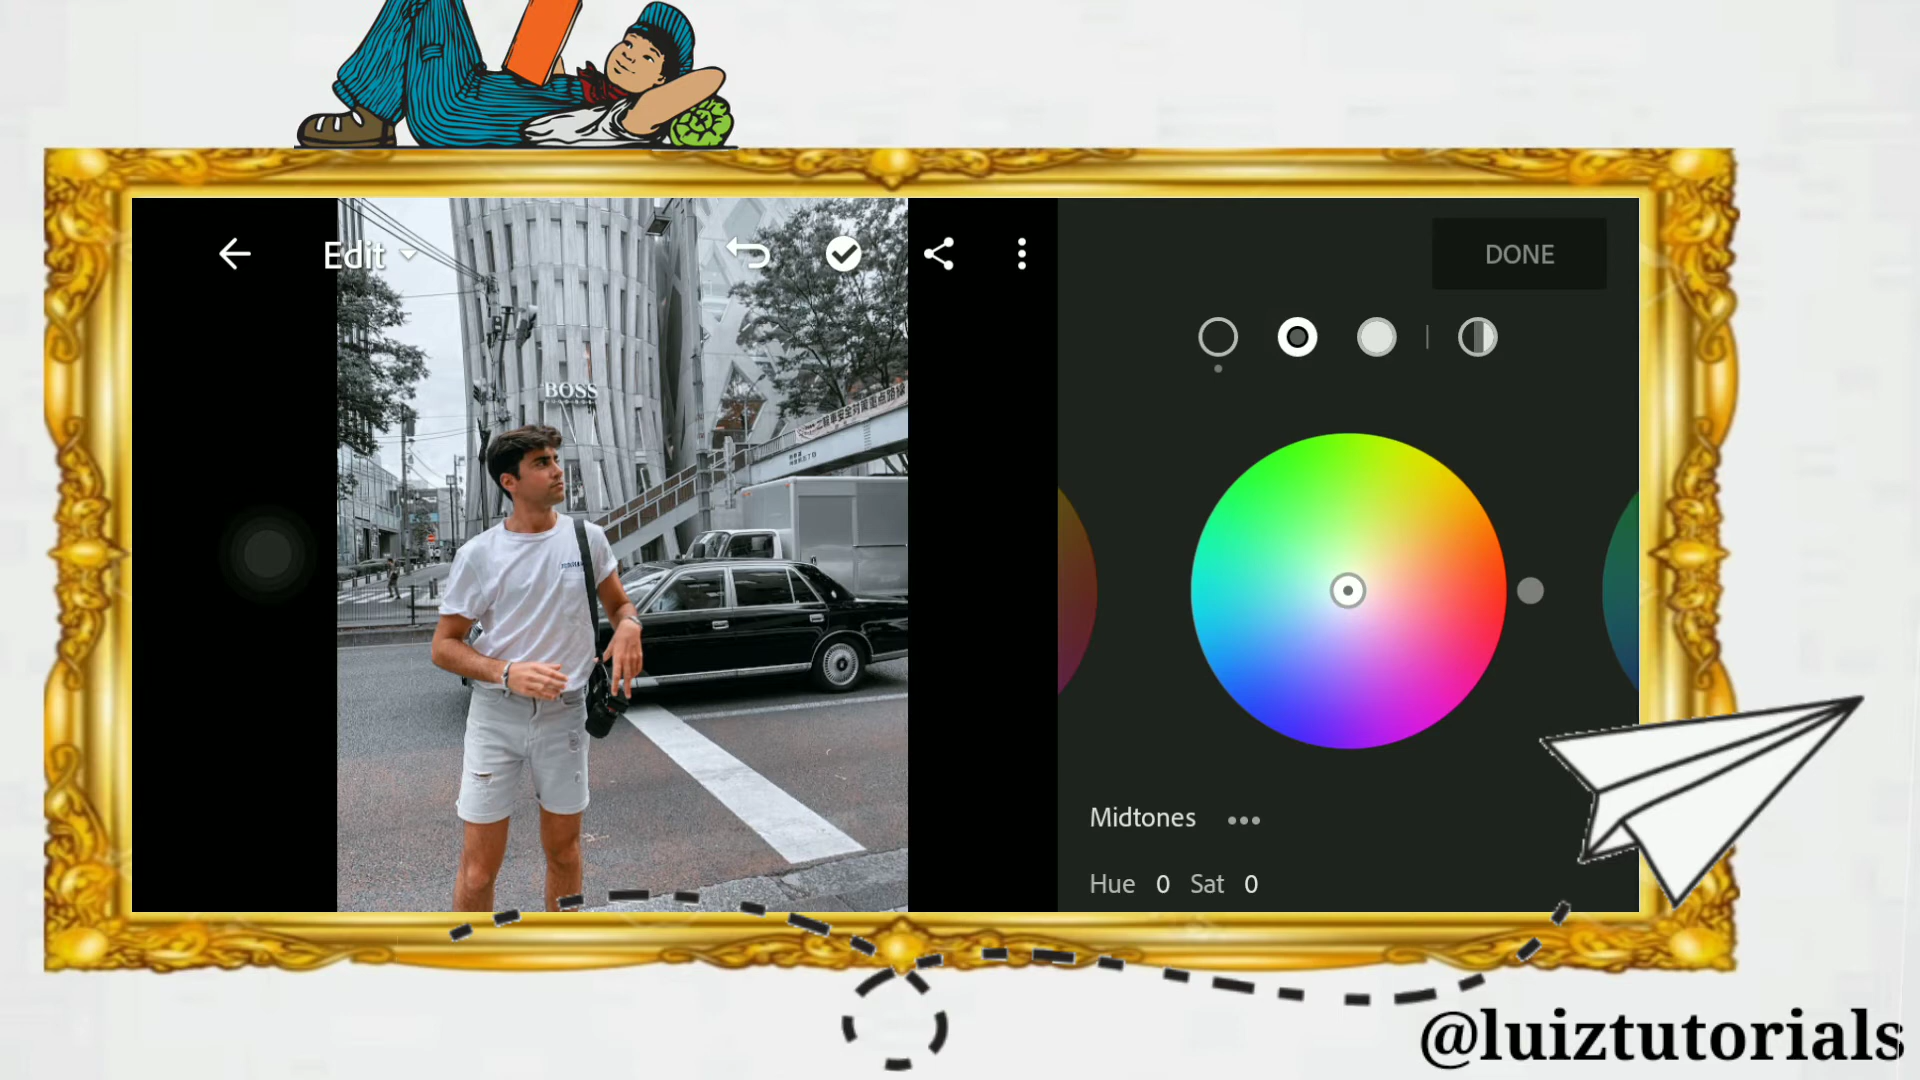 Edit
DONE
BOSS
Midtones
Hue 0 Sat 0
@luiztutorials